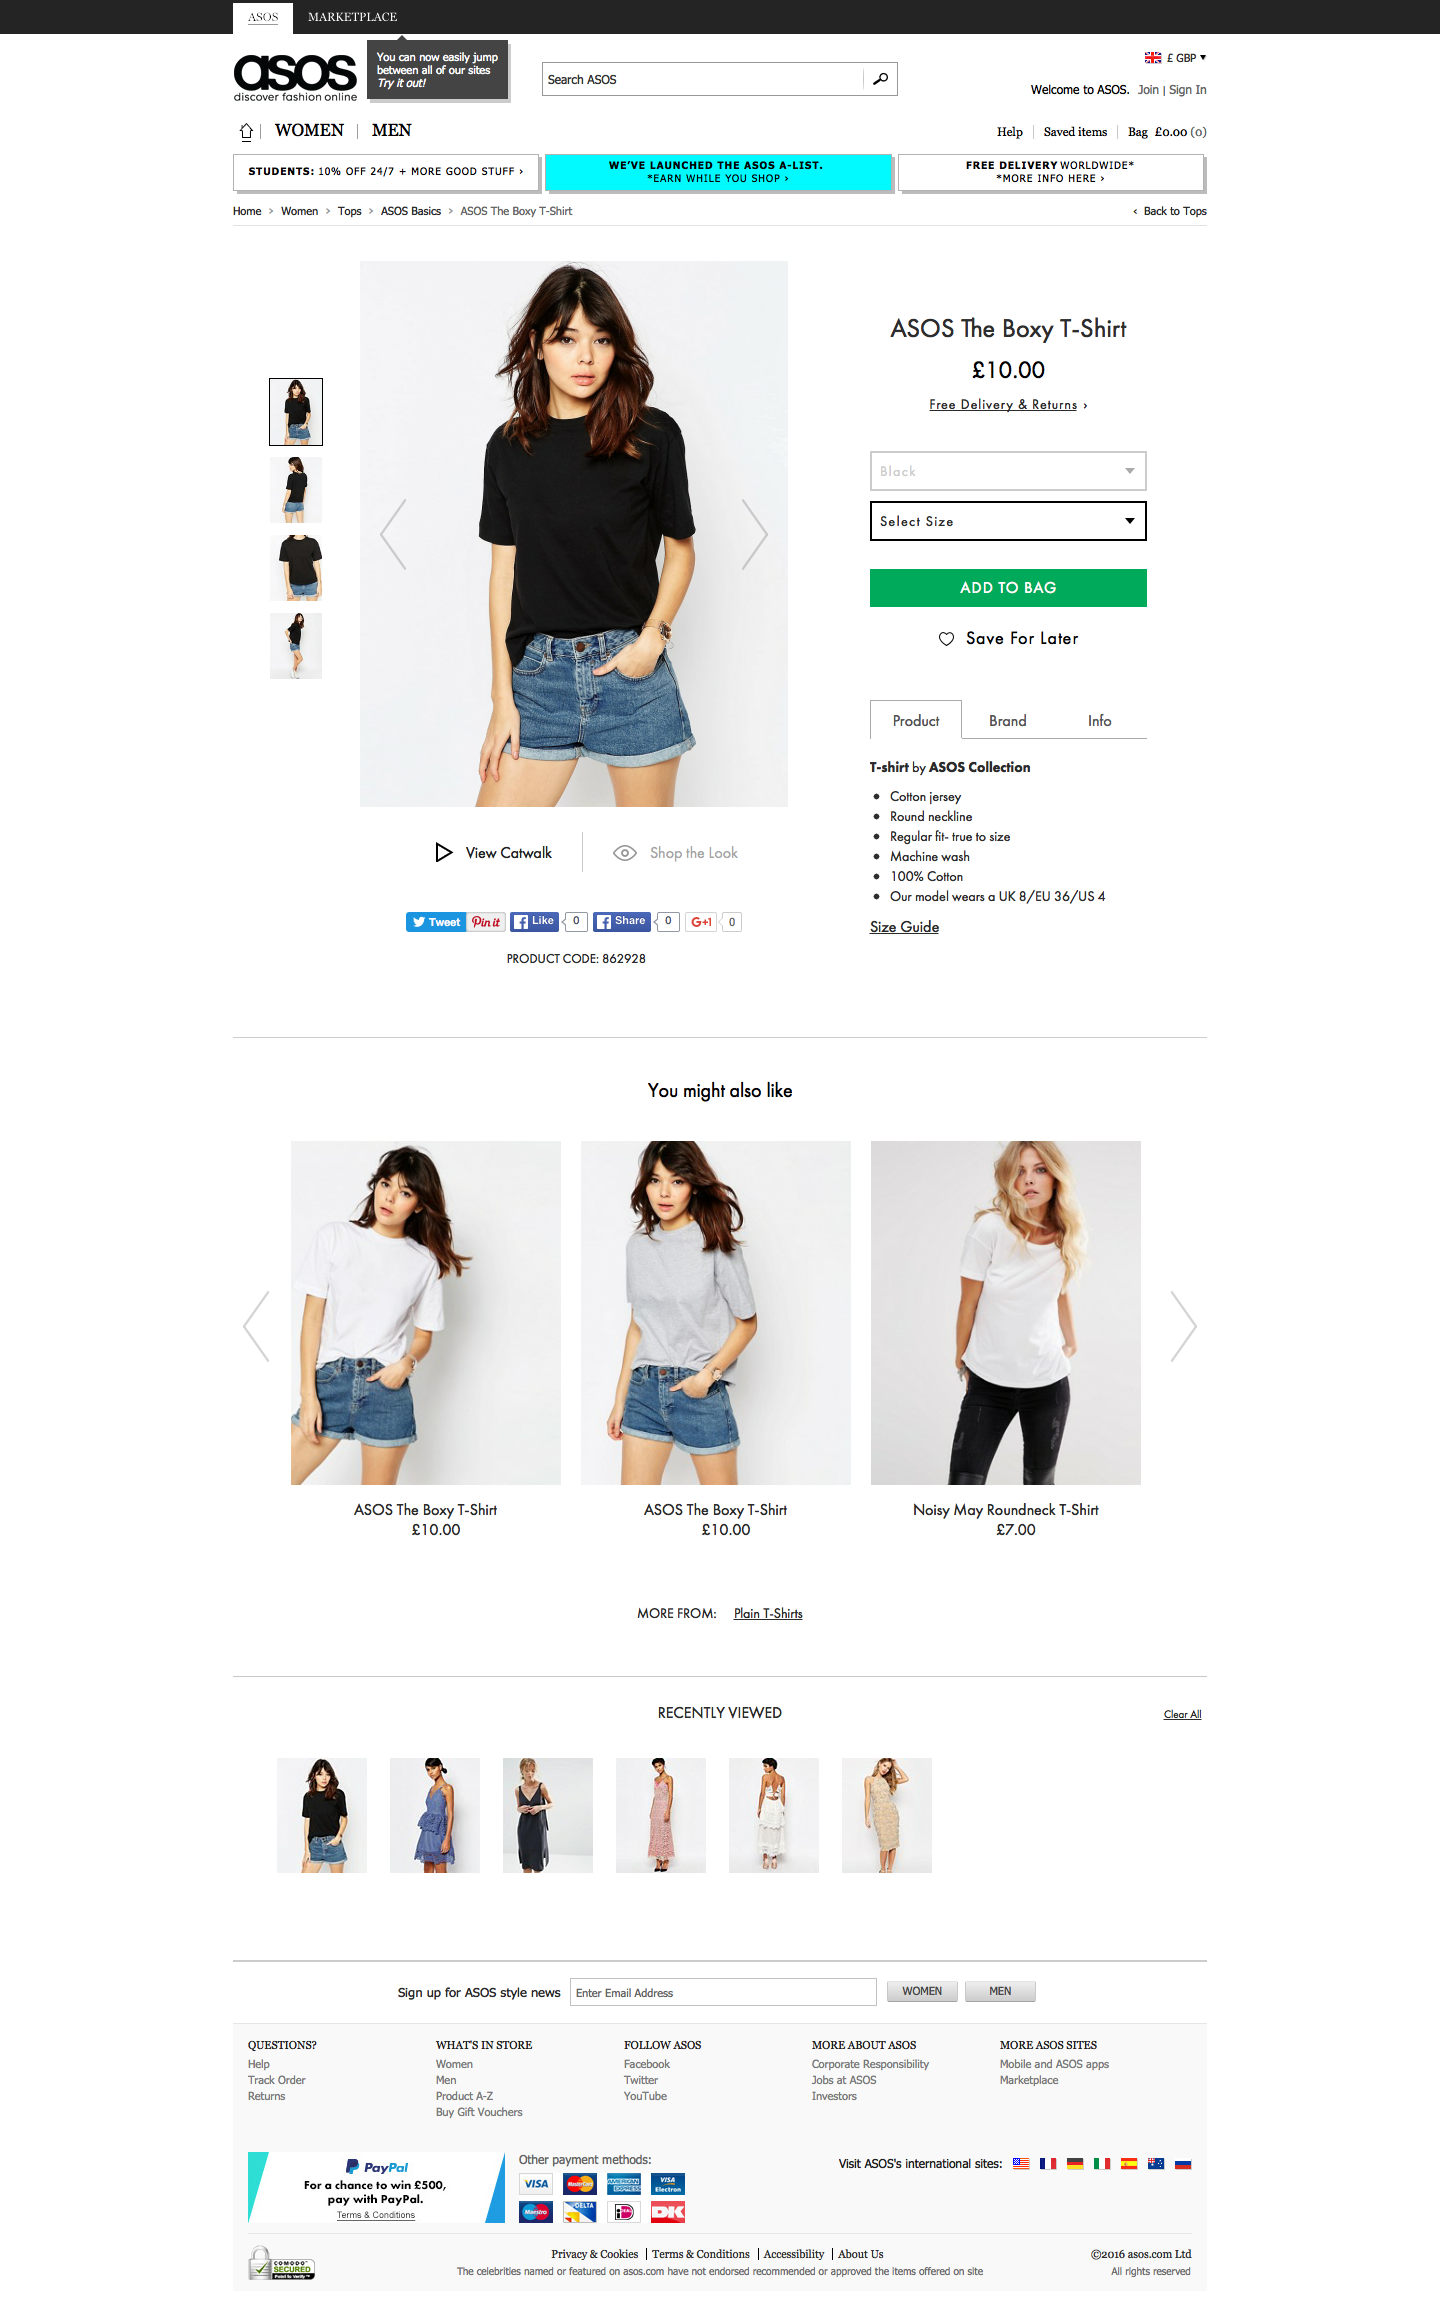 ASOS
MARKETPLACE
You can now easily jump
between all of our sites
Try it out!
asos
discover fashion online
Search ASOS
£ GBP
Welcome to ASOS. Join | Sign In
WOMEN
MEN
Help
Saved items
Bag £0.00 (0)
STUDENTS: 10% OFF 24/7 + MORE GOOD STUFF ›
WE'VE LAUNCHED THE ASOS A-LIST.
*EARN WHILE YOU SHOP ›
FREE DELIVERY WORLDWIDE*
*MORE INFO HERE ›
Home > Women > Tops > ASOS Basics > ASOS The Boxy T-Shirt
‹ Back to Tops
ASOS The Boxy T-Shirt
£10.00
Free Delivery & Returns ›
Black
Select Size
ADD TO BAG
Save For Later
Product
Brand
Info
T-shirt by ASOS Collection
Cotton jersey
Round neckline
Regular fit- true to size
Machine wash
100% Cotton
Our model wears a UK 8/EU 36/US 4
Size Guide
View Catwalk
Shop the Look
Tweet
Pin it
Like
0
Share
0
G+1
0
PRODUCT CODE: 862928
You might also like
ASOS The Boxy T-Shirt
£10.00
ASOS The Boxy T-Shirt
£10.00
Noisy May Roundneck T-Shirt
£7.00
MORE FROM: Plain T-Shirts
RECENTLY VIEWED
Clear All
Sign up for ASOS style news
Enter Email Address
WOMEN
MEN
QUESTIONS?
Help
Track Order
Returns
WHAT'S IN STORE
Women
Men
Product A-Z
Buy Gift Vouchers
FOLLOW ASOS
Facebook
Twitter
YouTube
MORE ABOUT ASOS
Corporate Responsibility
Jobs at ASOS
Investors
MORE ASOS SITES
Mobile and ASOS apps
Marketplace
PayPal
For a chance to win £500,
pay with PayPal.
Terms & Conditions
Other payment methods:
VISA
MasterCard
AMERICAN EXPRESS
VISA Electron
Maestro
DELTA
iDEAL
DK
Visit ASOS's international sites:
COMODO
SECURED
Point to Verify
Privacy & Cookies | Terms & Conditions | Accessibility | About Us
The celebrities named or featured on asos.com have not endorsed recommended or approved the items offered on site
©2016 asos.com Ltd
All rights reserved